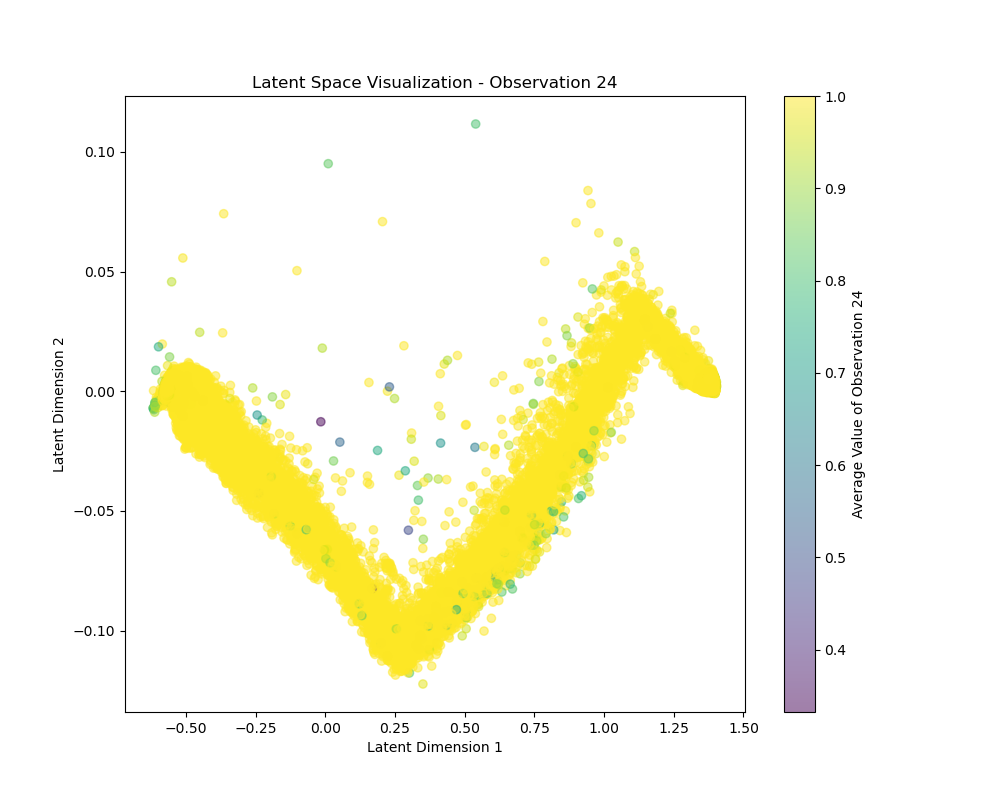 Latent Space Visualization - Observation 24
0.10
0.05
0.00
−0.05
−0.10
Latent Dimension 2
−0.50 −0.25 0.00 0.25 0.50 0.75 1.00 1.25 1.50
Latent Dimension 1
1.0
0.9
0.8
0.7
0.6
0.5
0.4
Average Value of Observation 24